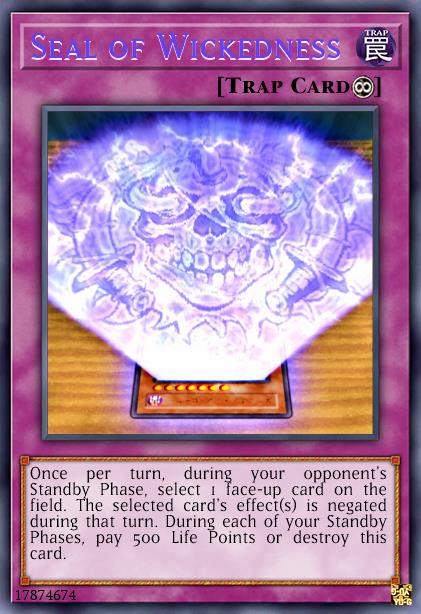 Seal of Wickedness
TRAP
罠
[Trap Card]
Once per turn, during your opponent's
Standby Phase, select 1 face-up card on the
field. The selected card's effect(s) is negated
during that turn. During each of your Standby
Phases, pay 500 Life Points or destroy this
card.
17874674